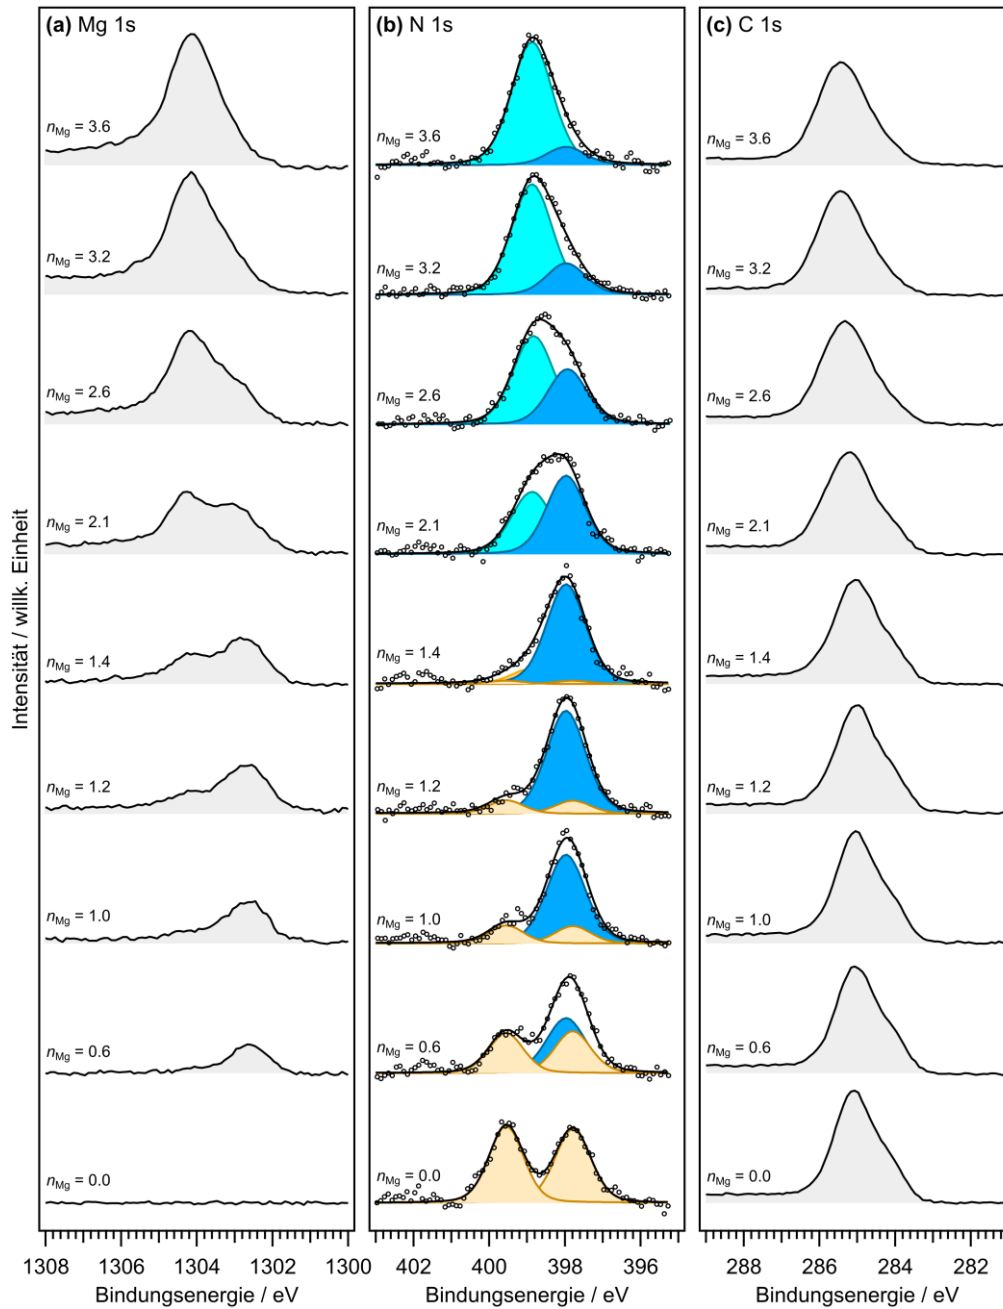 (a) Mg 1s
nMg = 3.6
nMg = 3.2
nMg = 2.6
nMg = 2.1
nMg = 1.4
nMg = 1.2
nMg = 1.0
nMg = 0.6
nMg = 0.0
1308 1306 1304 1302 1300
Bindungsenergie / eV
Intensität / willk. Einheit
(b) N 1s
nMg = 3.6
nMg = 3.2
nMg = 2.6
nMg = 2.1
nMg = 1.4
nMg = 1.2
nMg = 1.0
nMg = 0.6
nMg = 0.0
402 400 398 396
Bindungsenergie / eV
(c) C 1s
nMg = 3.6
nMg = 3.2
nMg = 2.6
nMg = 2.1
nMg = 1.4
nMg = 1.2
nMg = 1.0
nMg = 0.6
nMg = 0.0
288 286 284 282
Bindungsenergie / eV